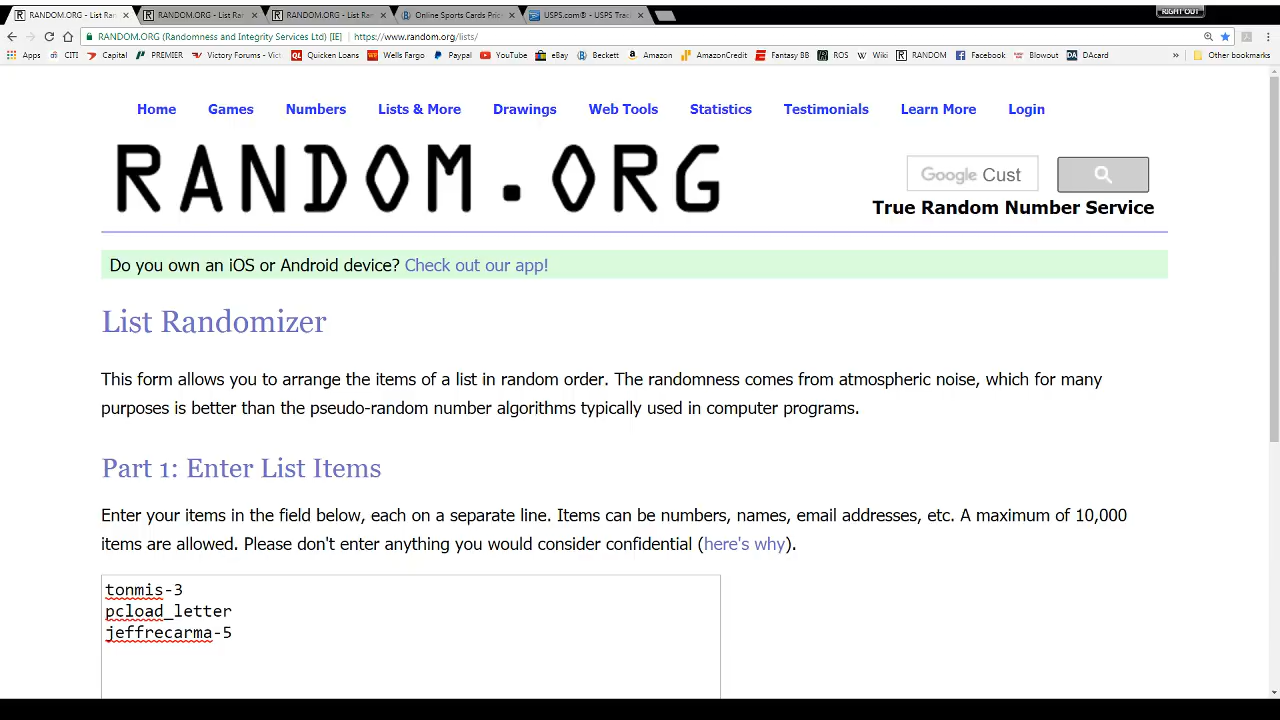 RIGHT OUT
RANDOM.ORG - List Ran
RANDOM.ORG - List Ran
RANDOM.ORG - List Ran
Online Sports Cards Pric
USPS.com® - USPS Trac
RANDOM.ORG (Randomness and Integrity Services Ltd) [IE] https://www.random.org/lists/
Apps CITI Capital PREMIER Victory Forums - Vict Quicken Loans Wells Fargo Paypal YouTube eBay Beckett Amazon AmazonCredit Fantasy BB ROS Wiki RANDOM Facebook Blowout DAcard » Other bookmarks
Home Games Numbers Lists & More Drawings Web Tools Statistics Testimonials Learn More Login
RANDOM.ORG
Google Cust
True Random Number Service
Do you own an iOS or Android device? Check out our app!
List Randomizer
This form allows you to arrange the items of a list in random order. The randomness comes from atmospheric noise, which for many
purposes is better than the pseudo-random number algorithms typically used in computer programs.
Part 1: Enter List Items
Enter your items in the field below, each on a separate line. Items can be numbers, names, email addresses, etc. A maximum of 10,000
items are allowed. Please don't enter anything you would consider confidential (here's why).
tonmis-3
pcload_letter
jeffrecarma-5